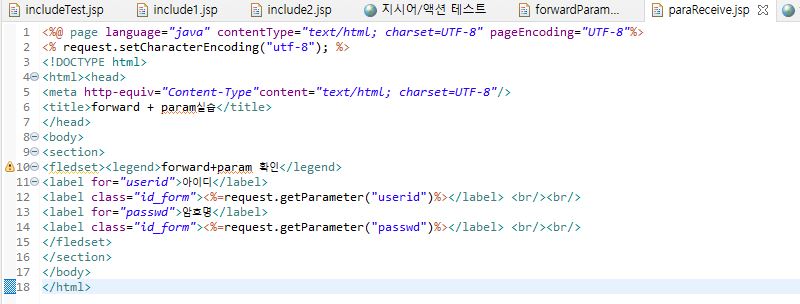 includeTest.jsp include1.jsp include2.jsp 지시어/액션 테스트 forwardParam... paraReceive.jsp
1 <%@ page language="java" contentType="text/html; charset=UTF-8" pageEncoding="UTF-8"%>
2 <% request.setCharacterEncoding("utf-8"); %>
3 <!DOCTYPE html>
4 <html><head>
5 <meta http-equiv="Content-Type"content="text/html; charset=UTF-8"/>
6 <title>forward + param실습</title>
7 </head>
8 <body>
9 <section>
10 <fledset><legend>forward+param 확인</legend>
11 <label for="userid">아이디</label>
12 <label class="id_form"><%=request.getParameter("userid")%></label> <br/><br/>
13 <label for="passwd">암호명</label>
14 <label class="id_form"><%=request.getParameter("passwd")%></label> <br/><br/>
15 </fledset>
16 </section>
17 </body>
18 </html>